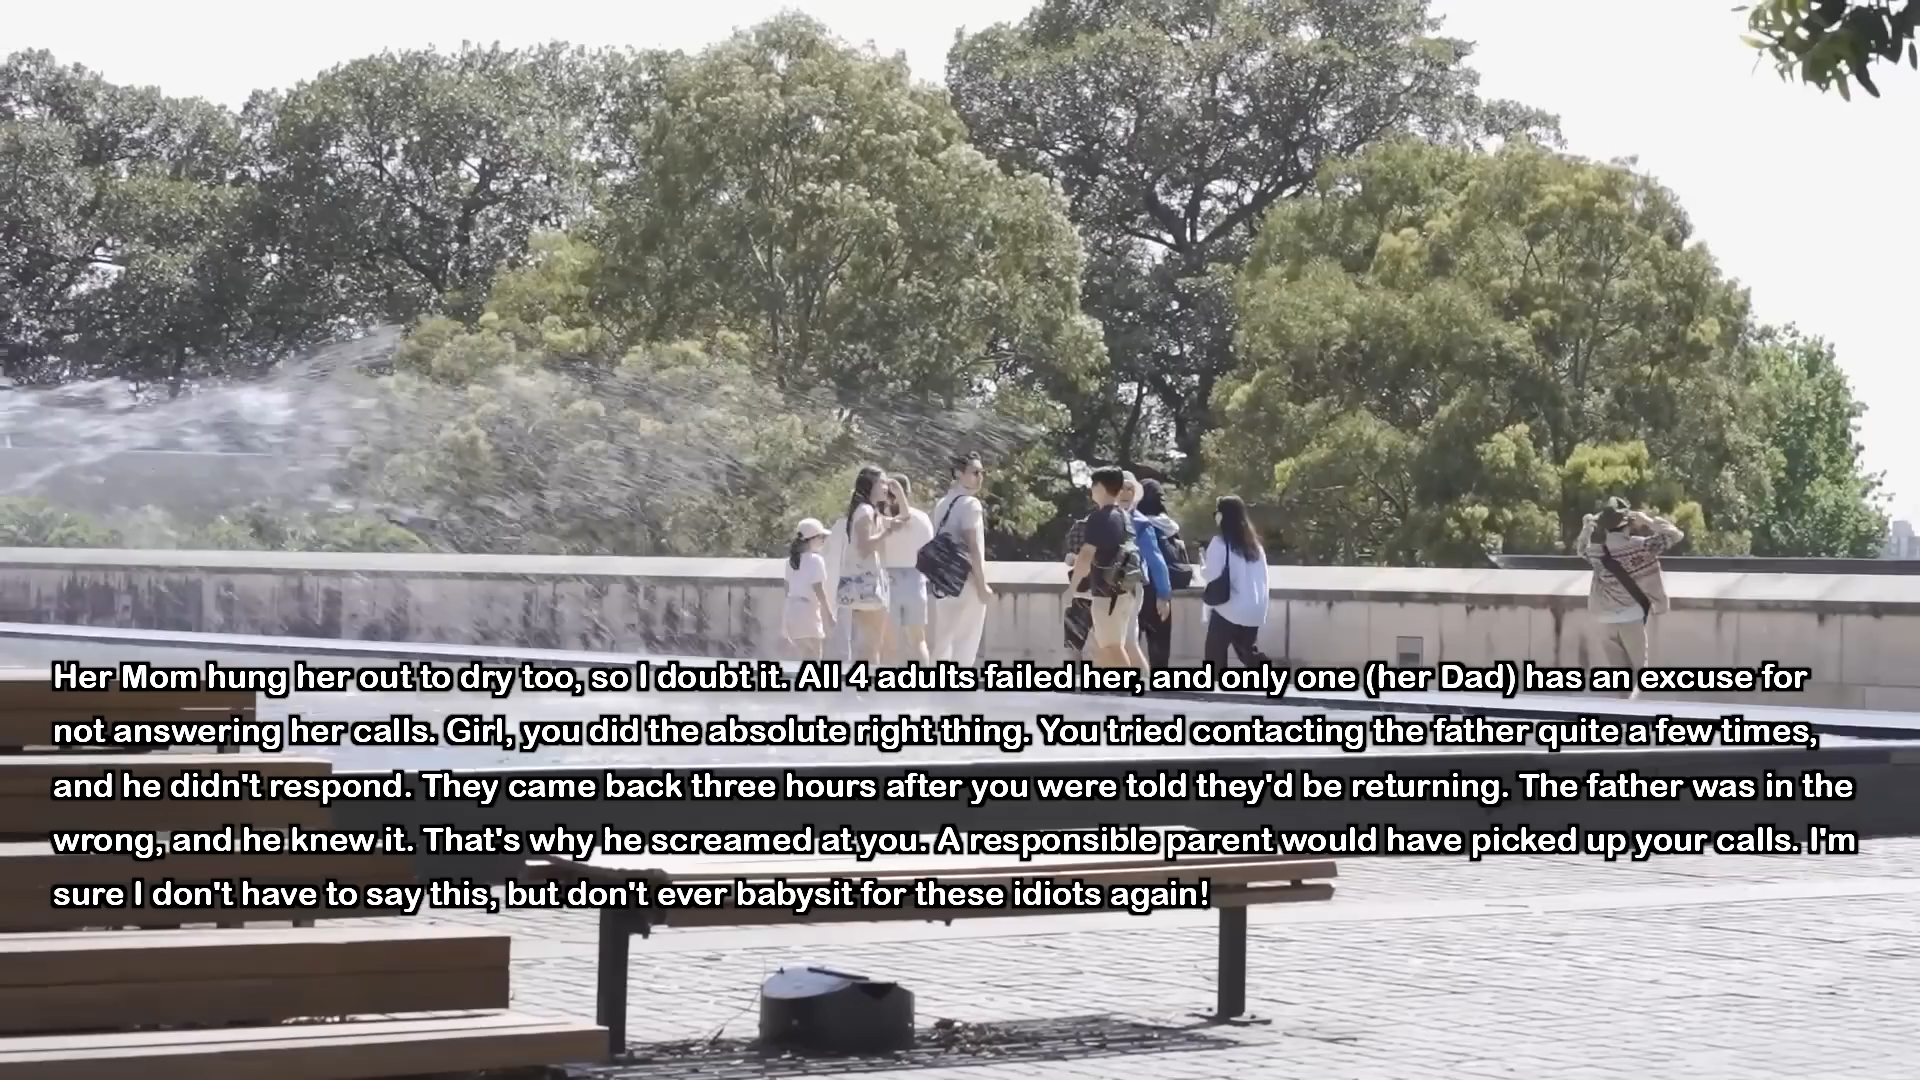 Her Mom hung her out to dry too, so I doubt it. All 4 adults failed her, and only one (her Dad) has an excuse for
not answering her calls. Girl, you did the absolute right thing. You tried contacting the father quite a few times,
and he didn't respond. They came back three hours after you were told they'd be returning. The father was in the
wrong, and he knew it. That's why he screamed at you. A responsible parent would have picked up your calls. I'm
sure I don't have to say this, but don't ever babysit for these idiots again!